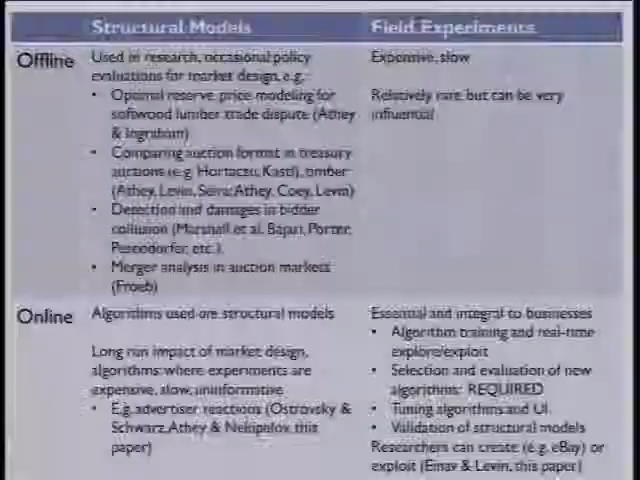 Structural Models
Field Experiments
Offline
Used in research, occasional policy
evaluations for market design, e.g.:
• Optimal reserve price modeling for
softwood lumber trade dispute (Athey
& Ingraham)
• Comparing auction format in treasury
auctions (e.g. Hortacsu, Kastl), timber
(Athey, Levin, Seira; Athey, Coey, Levin)
• Detection and damages in bidder
collusion (Marshall et al, Bajari, Porter,
Pesendorfer, etc.).
• Merger analysis in auction markets
(Froeb)
Expensive, slow
Relatively rare, but can be very
influential
Online
Algorithms used are structural models
Long run impact of market design,
algorithms where experiments are
expensive, slow, uninformative
• E.g. advertiser reactions (Ostrovsky &
Schwarz, Athey & Nekipelov, this
paper)
Essential and integral to businesses
• Algorithm training and real-time
explore/exploit
• Selection and evaluation of new
algorithms: REQUIRED
• Tuning algorithms and UI
• Validation of structural models
Researchers can create (e.g. eBay) or
exploit (Einav & Levin, this paper)